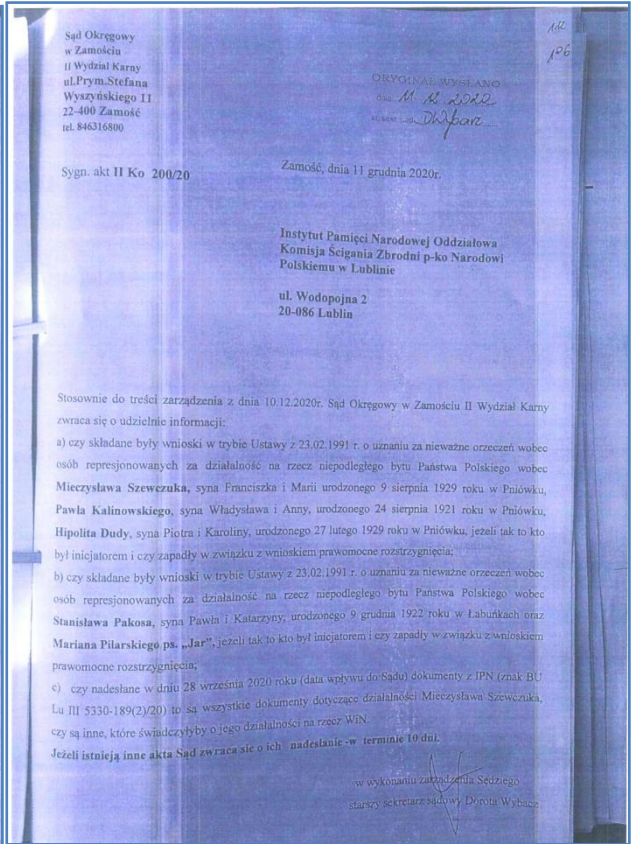 Sąd Okręgowy
w Zamościu
II Wydział Karny
ul.Prym.Stefana
Wyszyńskiego 11
22-400 Zamość
tel. 846316800
132
106
ORYGINAŁ WYSŁANO
dnia 11. 12. 2020
Sygn. akt II Ko 200/20
Zamość, dnia 11 grudnia 2020r.
Instytut Pamięci Narodowej Oddziałowa
Komisja Ścigania Zbrodni p-ko Narodowi
Polskiemu w Lublinie
ul. Wodopojna 2
20-086 Lublin
Stosownie do treści zarządzenia z dnia 10.12.2020r. Sąd Okręgowy w Zamościu II Wydział Karny
zwraca się o udzielnie informacji:
a) czy składane były wnioski w trybie Ustawy z 23.02.1991 r. o uznaniu za nieważne orzeczeń wobec
osób represjonowanych za działalność na rzecz niepodległego bytu Państwa Polskiego wobec
Mieczysława Szewczuka, syna Franciszka i Marii urodzonego 9 sierpnia 1929 roku w Pniówku,
Pawła Kalinowskiego, syna Władysława i Anny, urodzonego 24 sierpnia 1921 roku w Pniówku,
Hipolita Dudy, syna Piotra i Karoliny, urodzonego 27 lutego 1929 roku w Pniówku, jeżeli tak to kto
był inicjatorem i czy zapadły w związku z wnioskiem prawomocne rozstrzygnięcia;
b) czy składane były wnioski w trybie Ustawy z 23.02.1991 r. o uznaniu za nieważne orzeczeń wobec
osób represjonowanych za działalność na rzecz niepodległego bytu Państwa Polskiego wobec
Stanisława Pakosa, syna Pawła i Katarzyny, urodzonego 9 grudnia 1922 roku w Łabuńkach oraz
Mariana Pilarskiego ps. „Jar”, jeżeli tak to kto był inicjatorem i czy zapadły w związku z wnioskiem
prawomocne rozstrzygnięcia;
c) czy nadesłane w dniu 28 września 2020 roku (data wpływu do Sądu) dokumenty z IPN (znak BU
Lu III 5330-189(2)/20) to są wszystkie dokumenty dotyczące działalności Mieczysława Szewczuka,
czy są inne, które świadczyłyby o jego działalności na rzecz WiN.
Jeżeli istnieją inne akta Sąd zwraca sie o ich nadesłanie -w terminie 10 dni.
w wykonaniu zarządzenia Sędziego
starszy sekretarz sądowy Dorota Wybacz